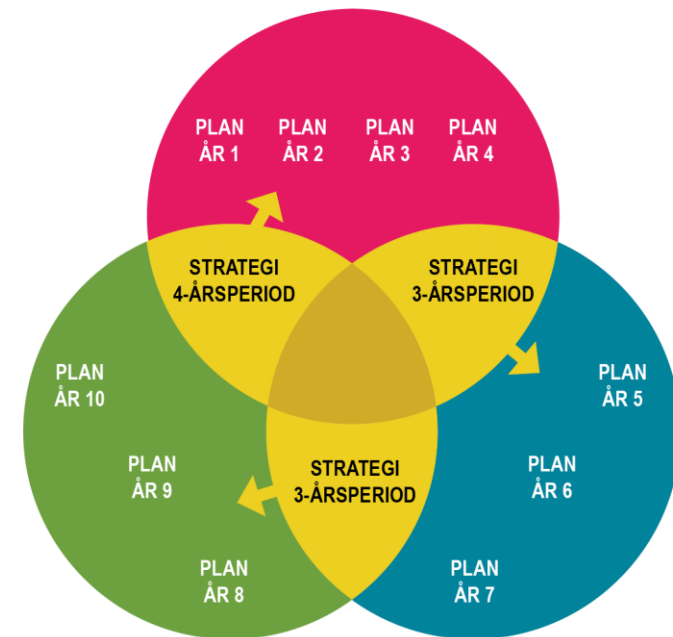 PLAN
ÅR 1
PLAN
ÅR 2
PLAN
ÅR 3
PLAN
ÅR 4
STRATEGI
4-ÅRSPERIOD
STRATEGI
3-ÅRSPERIOD
PLAN
ÅR 5
PLAN
ÅR 6
PLAN
ÅR 7
STRATEGI
3-ÅRSPERIOD
PLAN
ÅR 8
PLAN
ÅR 9
PLAN
ÅR 10